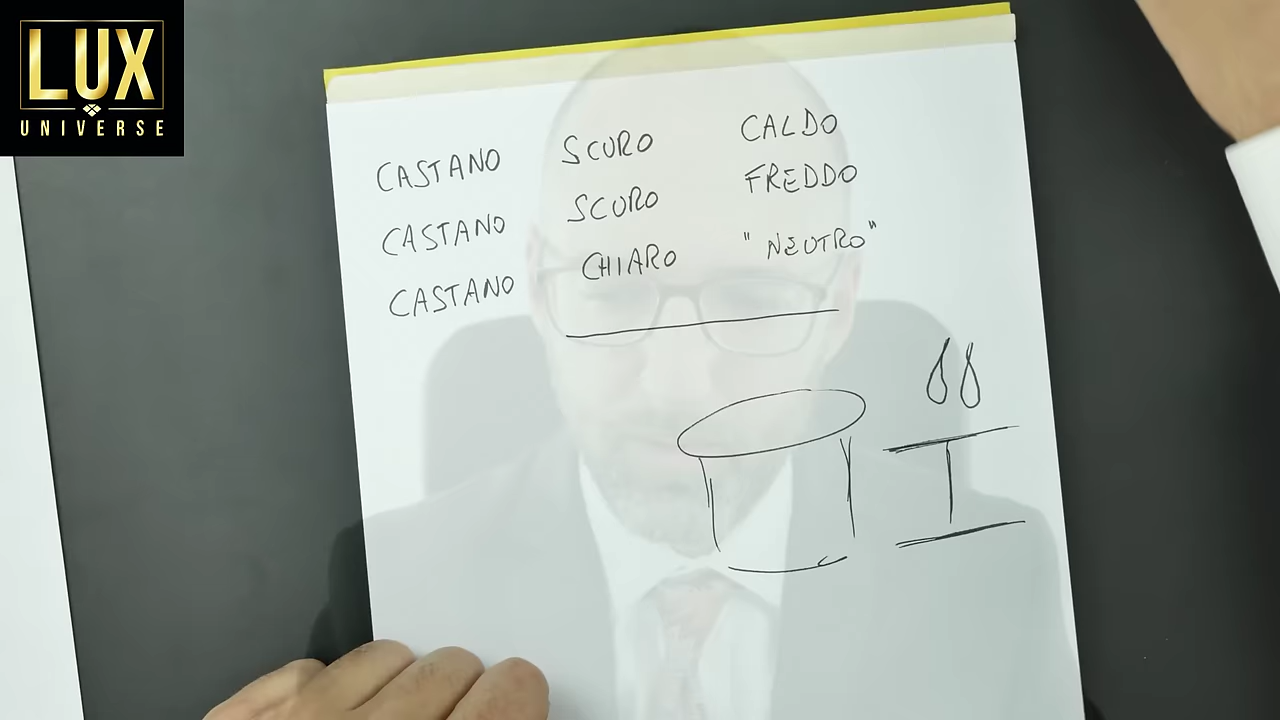 LUX
UNIVERSE
CASTANO SCURO CALDO
CASTANO SCURO FREDDO
CASTANO CHIARO "NEUTRO"